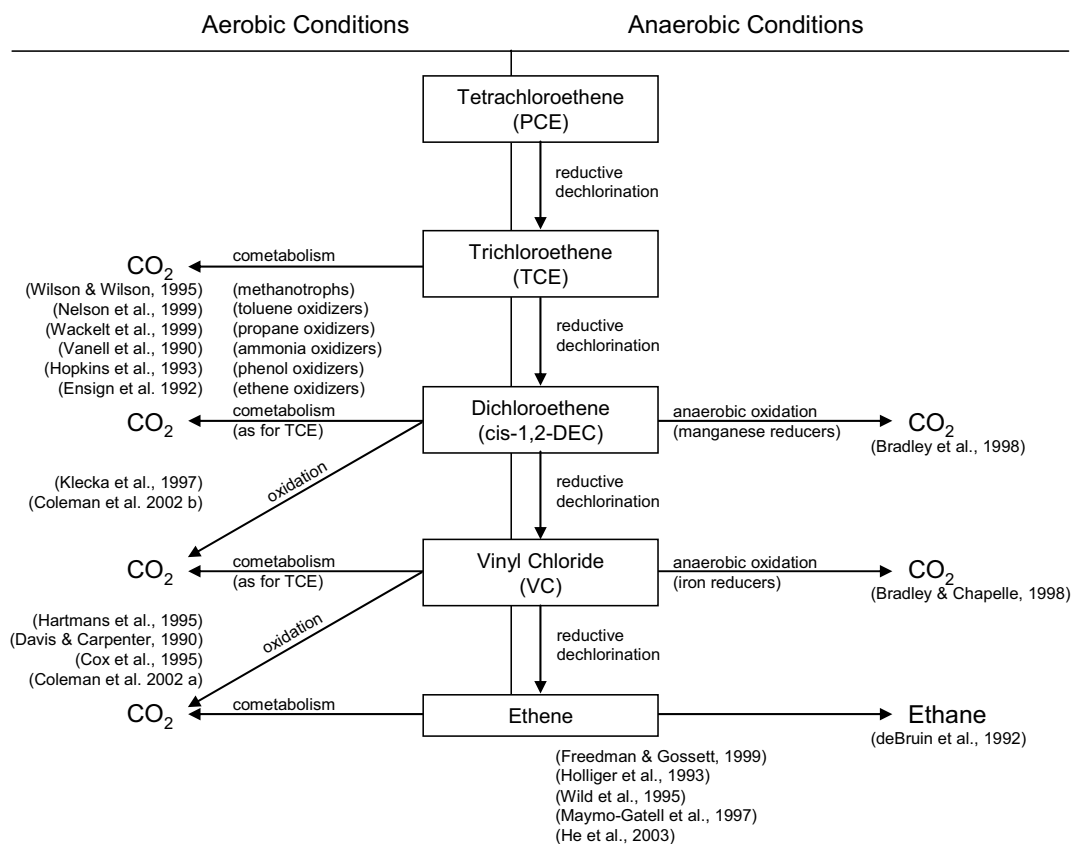 Aerobic Conditions
Anaerobic Conditions
Tetrachloroethene
(PCE)
reductive
dechlorination
Trichloroethene
(TCE)
cometabolism
CO2
(Wilson & Wilson, 1995)
(methanotrophs)
(Nelson et al., 1999)
(toluene oxidizers)
(Wackelt et al., 1999)
(propane oxidizers)
(Vanell et al., 1990)
(ammonia oxidizers)
(Hopkins et al., 1993)
(phenol oxidizers)
(Ensign et al. 1992)
(ethene oxidizers)
reductive
dechlorination
Dichloroethene
(cis-1,2-DEC)
cometabolism
(as for TCE)
CO2
anaerobic oxidation
(manganese reducers)
CO2
(Bradley et al., 1998)
oxidation
(Klecka et al., 1997)
(Coleman et al. 2002 b)
reductive
dechlorination
Vinyl Chloride
(VC)
cometabolism
(as for TCE)
CO2
anaerobic oxidation
(iron reducers)
CO2
(Bradley & Chapelle, 1998)
oxidation
(Hartmans et al., 1995)
(Davis & Carpenter, 1990)
(Cox et al., 1995)
(Coleman et al. 2002 a)
reductive
dechlorination
Ethene
cometabolism
CO2
Ethane
(deBruin et al., 1992)
(Freedman & Gossett, 1999)
(Holliger et al., 1993)
(Wild et al., 1995)
(Maymo-Gatell et al., 1997)
(He et al., 2003)